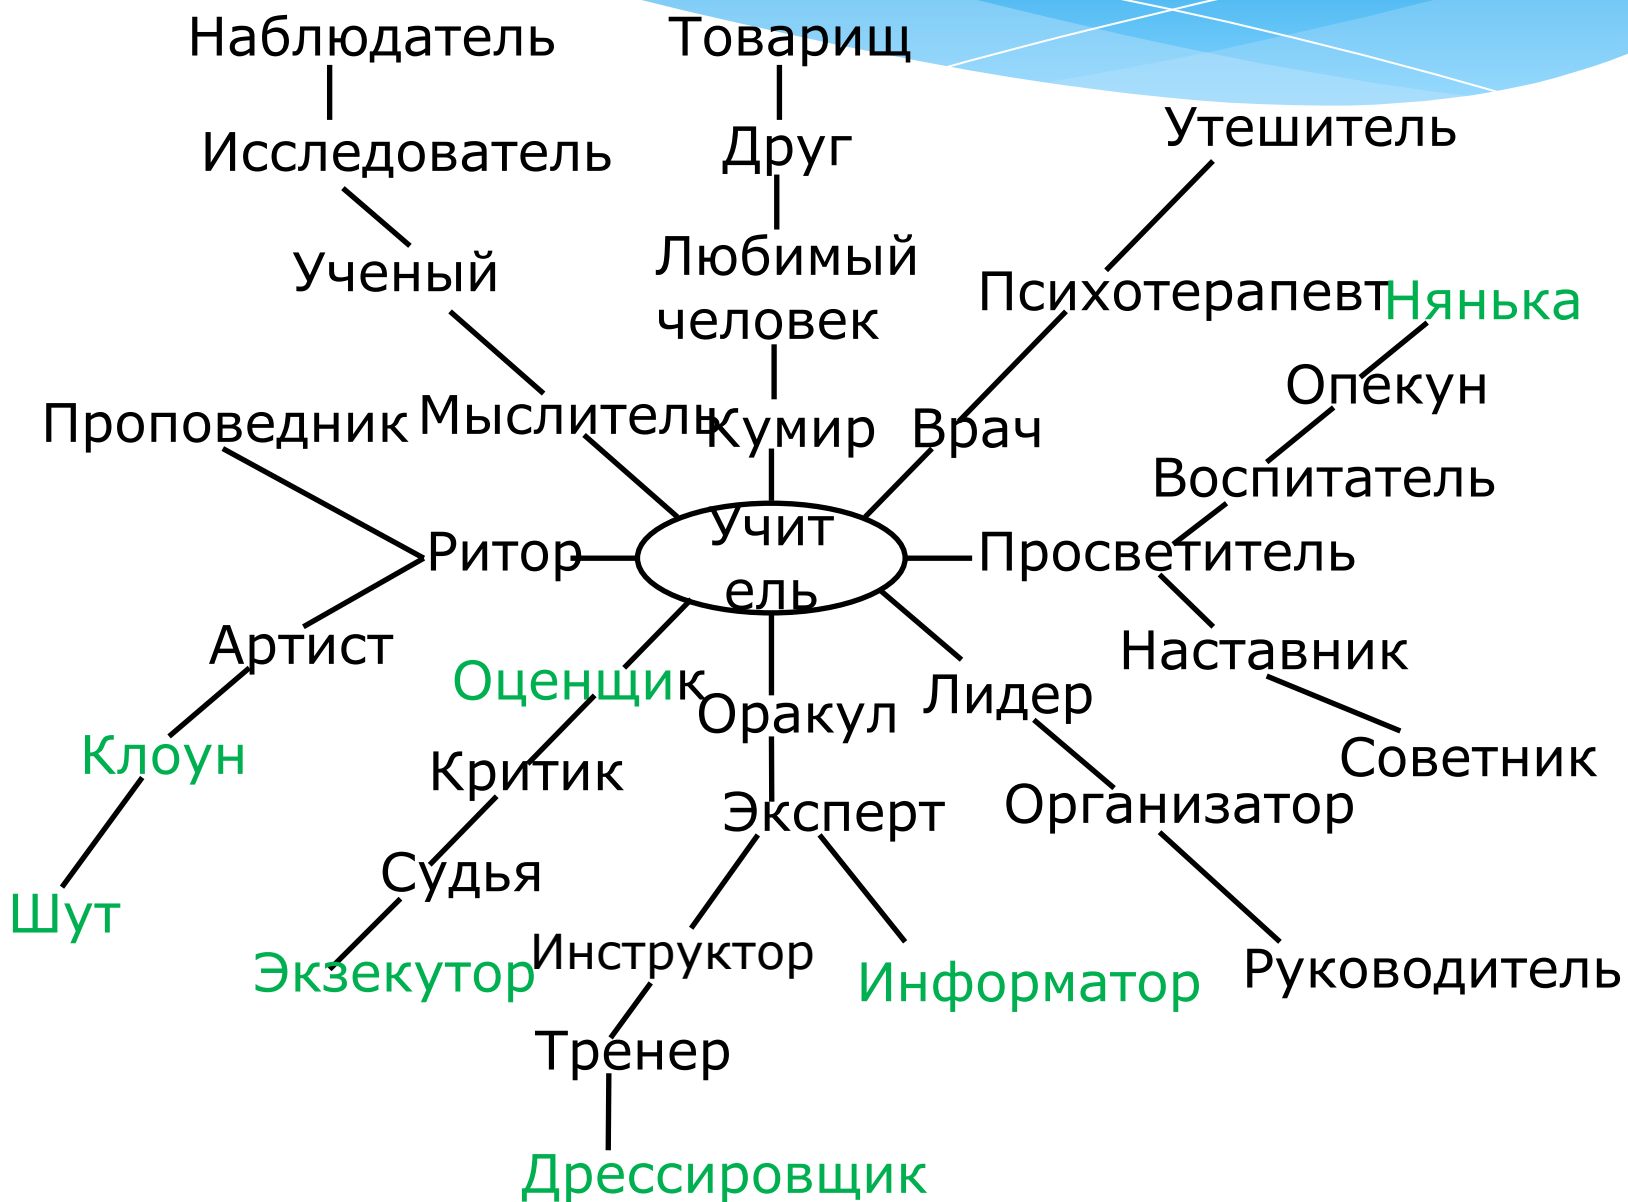 Наблюдатель
Товарищ
Утешитель
Исследователь
Друг
Ученый
Любимый
человек
Психотерапевт
Нянька
Опекун
Проповедник
Мыслитель
Кумир
Врач
Воспитатель
Учит
ель
Ритор
Просветитель
Артист
Оценщик
Оракул
Лидер
Наставник
Клоун
Критик
Эксперт
Организатор
Советник
Судья
Шут
Экзекутор
Инструктор
Информатор
Руководитель
Тренер
Дрессировщик